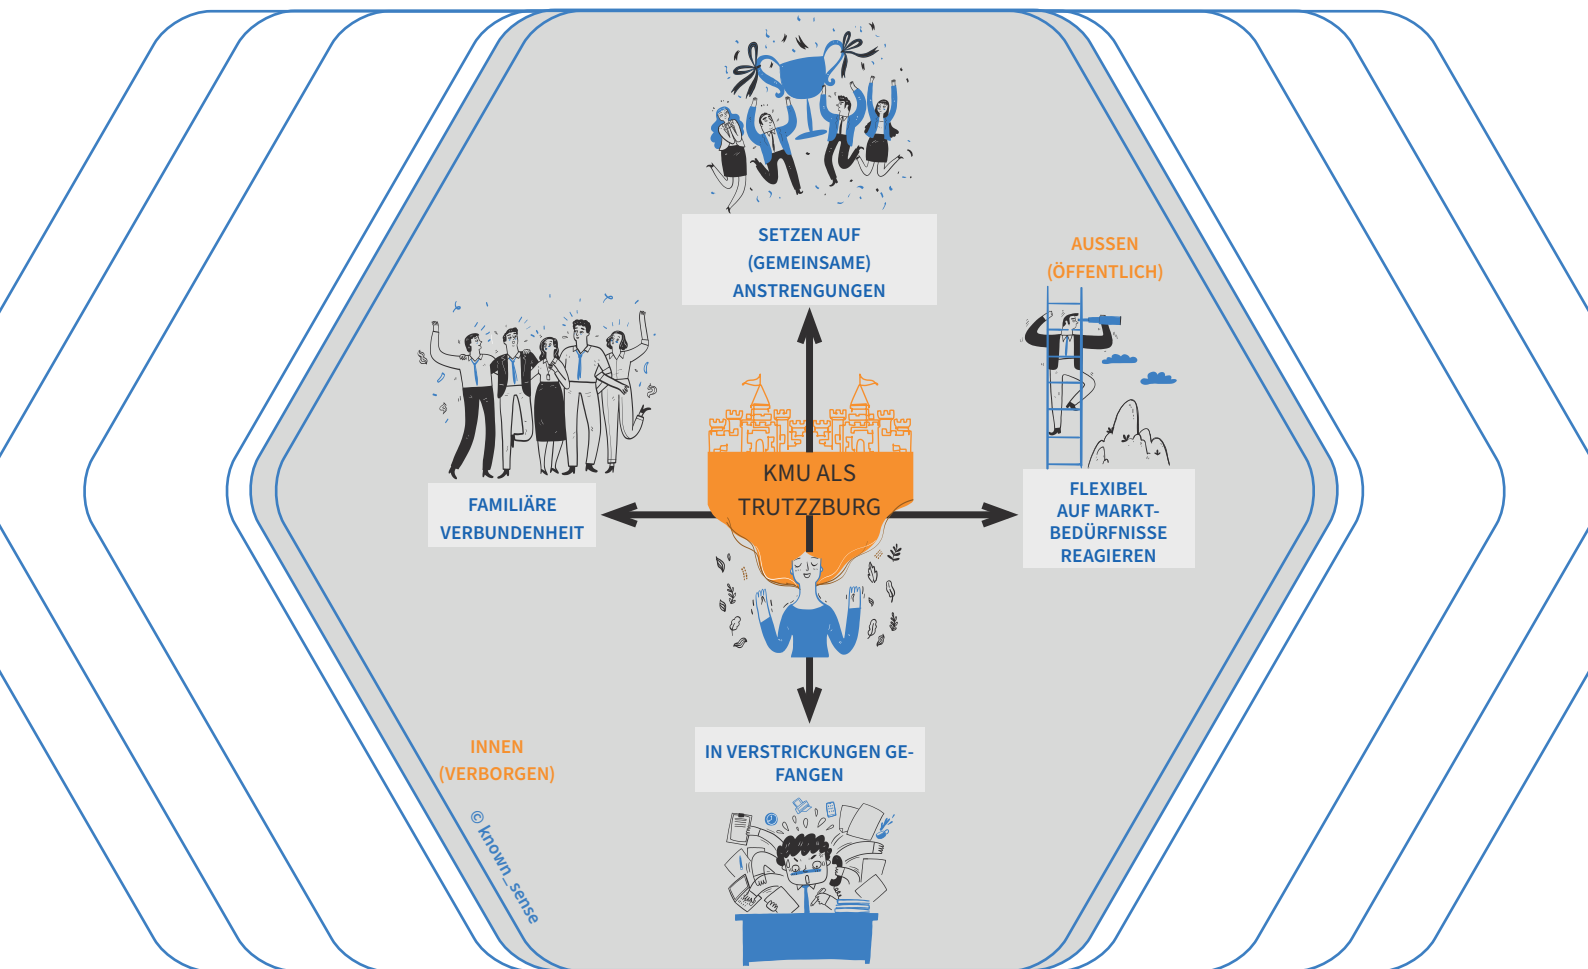 SETZEN AUF
(GEMEINSAME)
ANSTRENGUNGEN
AUSSEN
(ÖFFENTLICH)
KMU ALS
TRUTZZBURG
FAMILIÄRE
VERBUNDENHEIT
FLEXIBEL
AUF MARKT-
BEDÜRFNISSE
REAGIEREN
INNEN
(VERBORGEN)
IN VERSTRICKUNGEN GE-
FANGEN
© known_sense